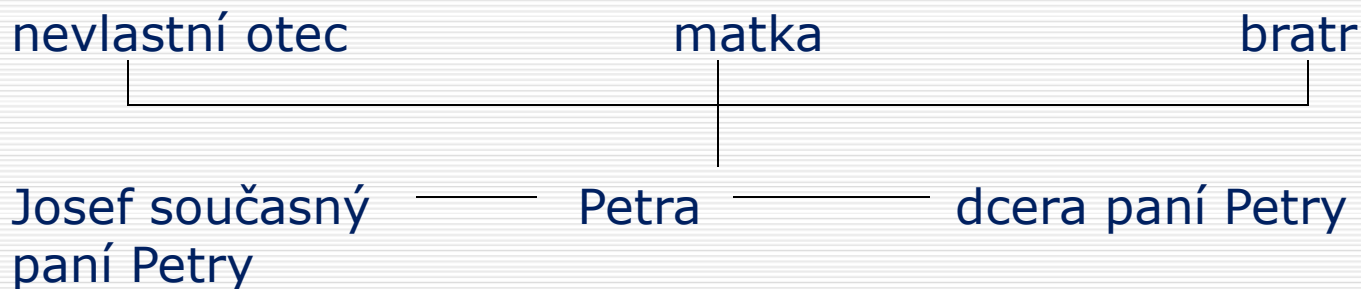 nevlastní otec matka bratr
Josef současný Petra dcera paní Petry
paní Petry